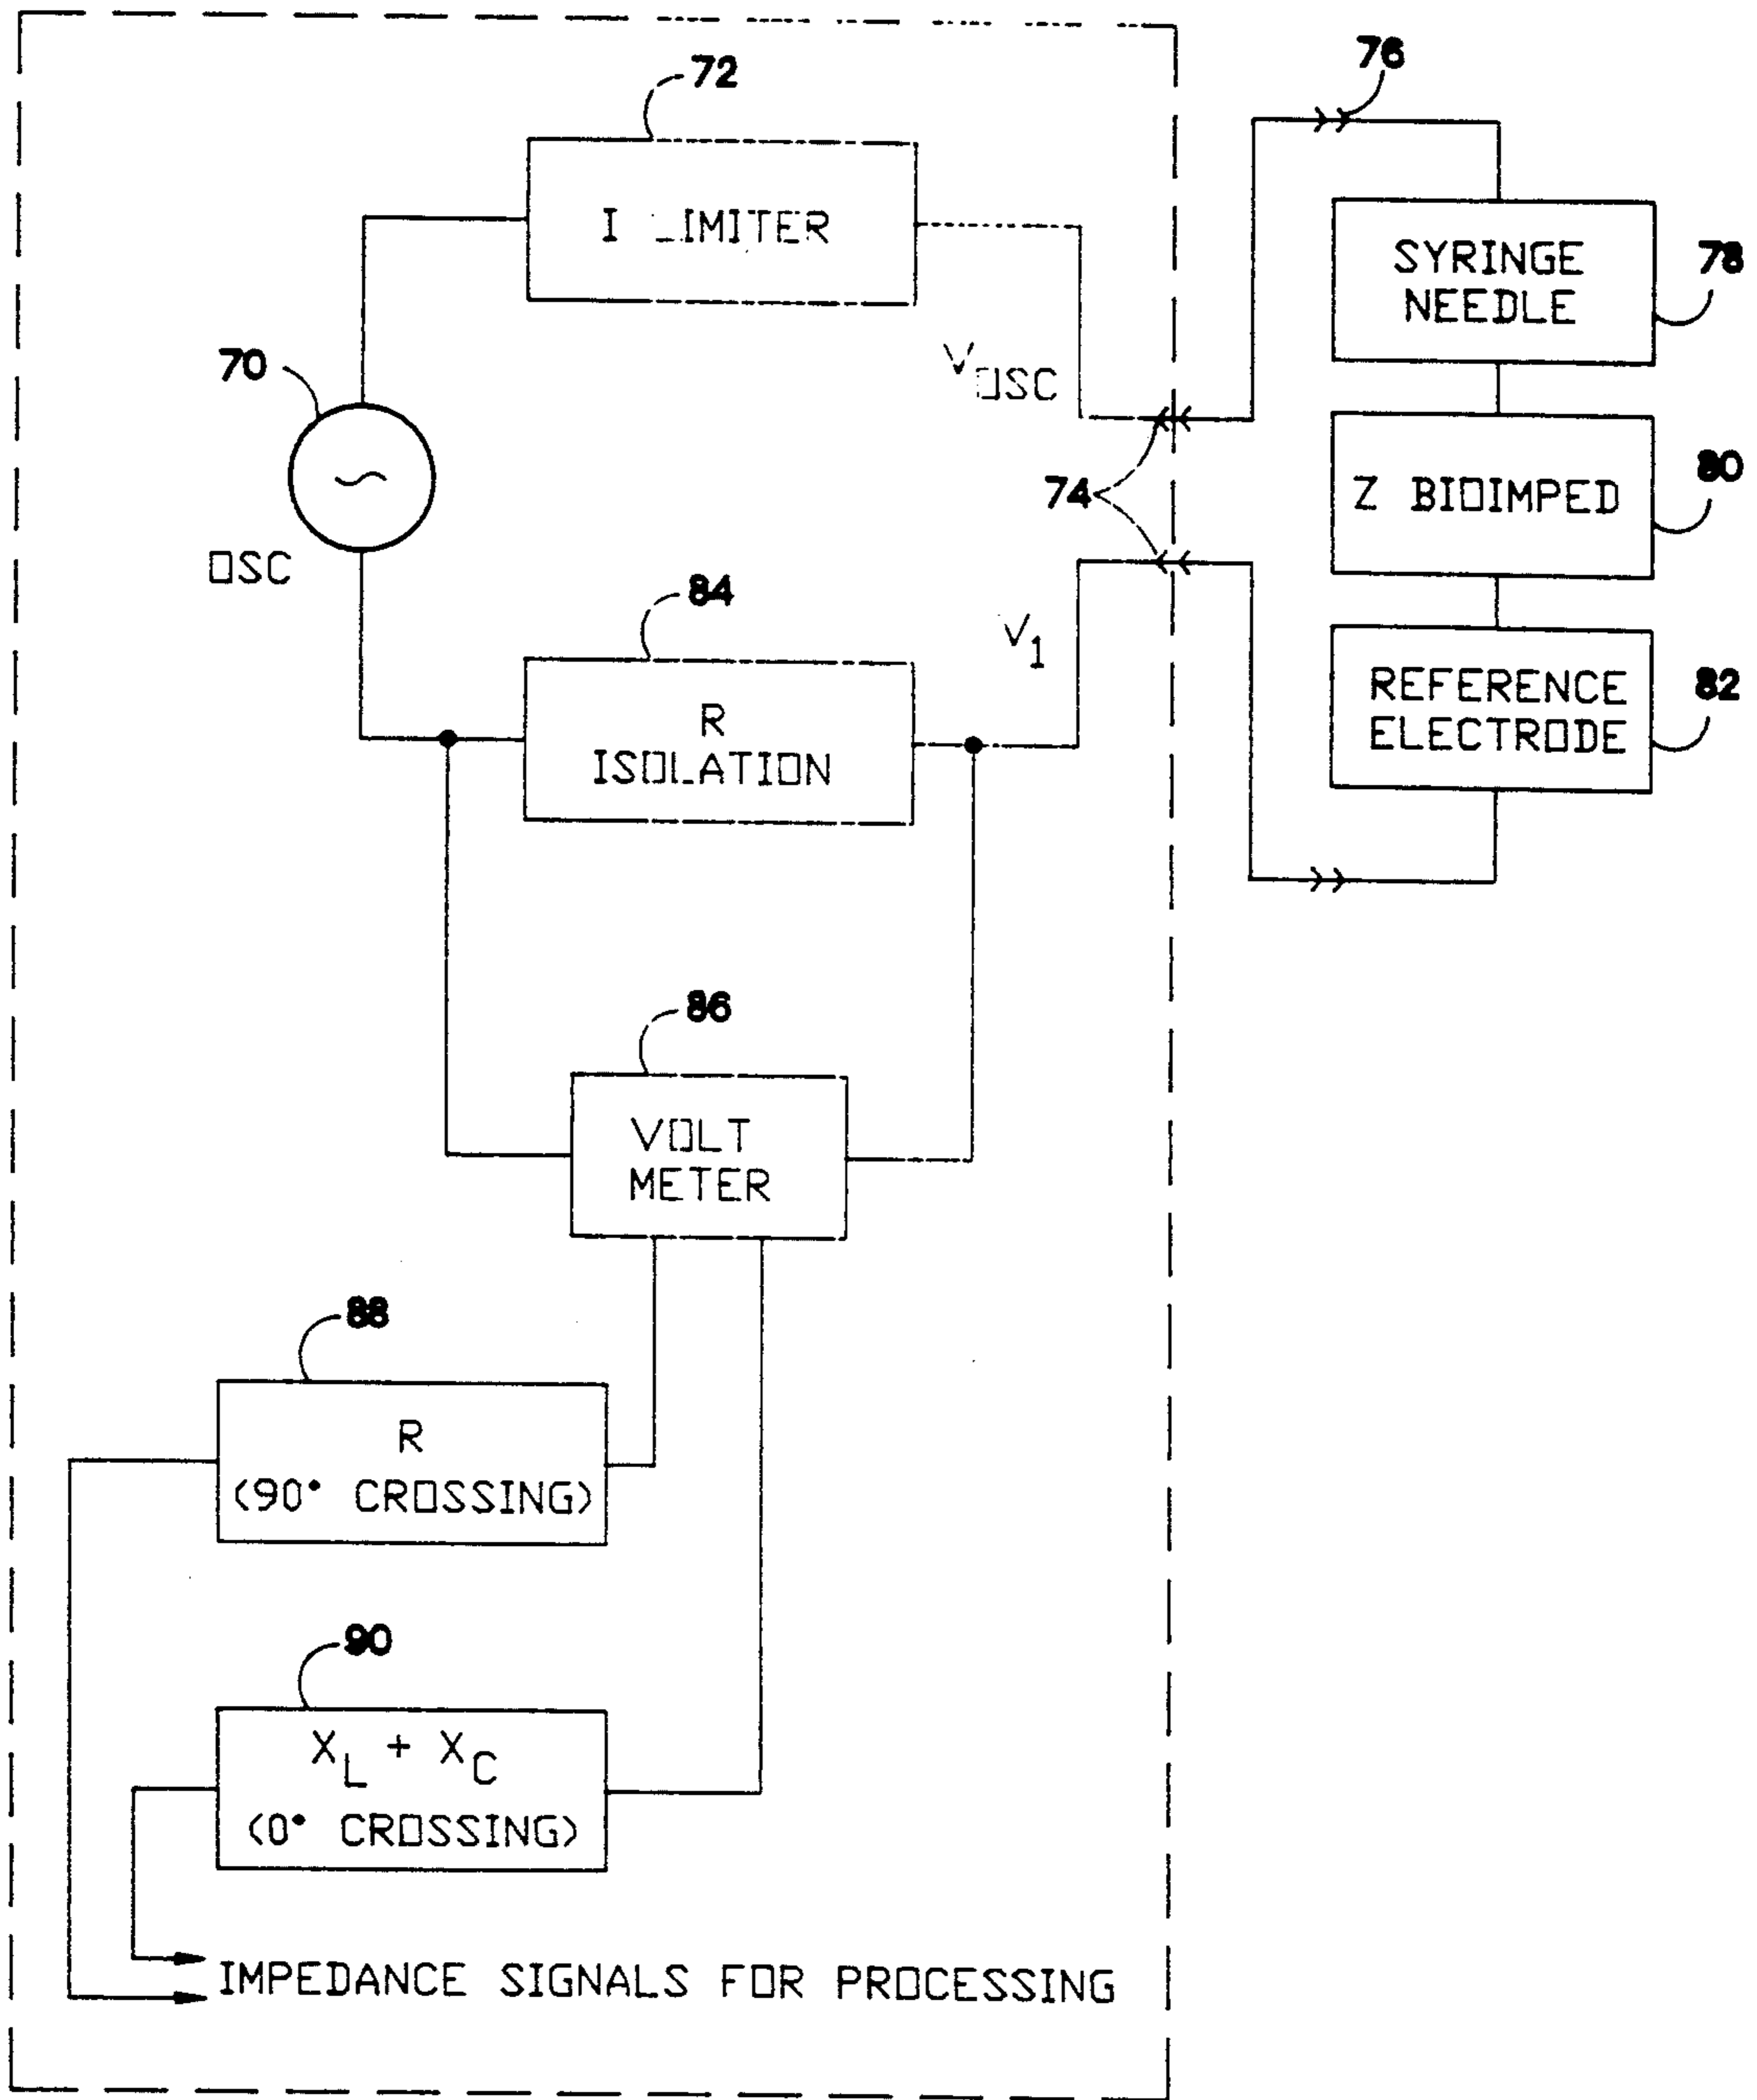 72
76
I LIMITER
SYRINGE
NEEDLE
78
70
VOSC
74
Z BIOIMPED
80
OSC
84
V1
REFERENCE
ELECTRODE
82
R
ISOLATION
86
VOLT
METER
88
R
(90° CROSSING)
90
XL + XC
(0° CROSSING)
IMPEDANCE SIGNALS FOR PROCESSING